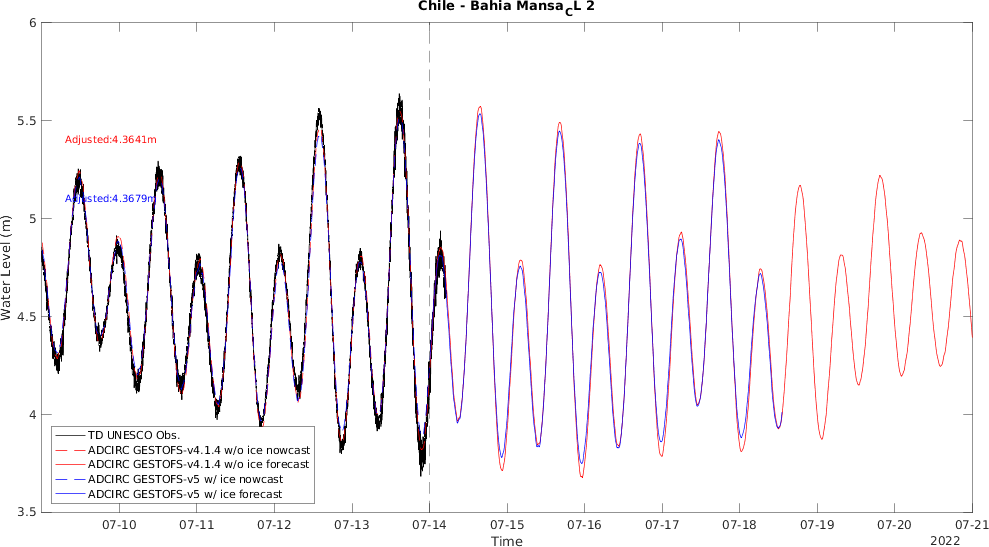 Chile - Bahia MansaCL 2
6
5.5
5
4.5
4
3.5
Water Level (m)
Adjusted:4.3641m
Adjusted:4.3679m
TD UNESCO Obs.
ADCIRC GESTOFS-v4.1.4 w/o ice nowcast
ADCIRC GESTOFS-v4.1.4 w/o ice forecast
ADCIRC GESTOFS-v5 w/ ice nowcast
ADCIRC GESTOFS-v5 w/ ice forecast
07-10 07-11 07-12 07-13 07-14 07-15 07-16 07-17 07-18 07-19 07-20 07-21
Time
2022